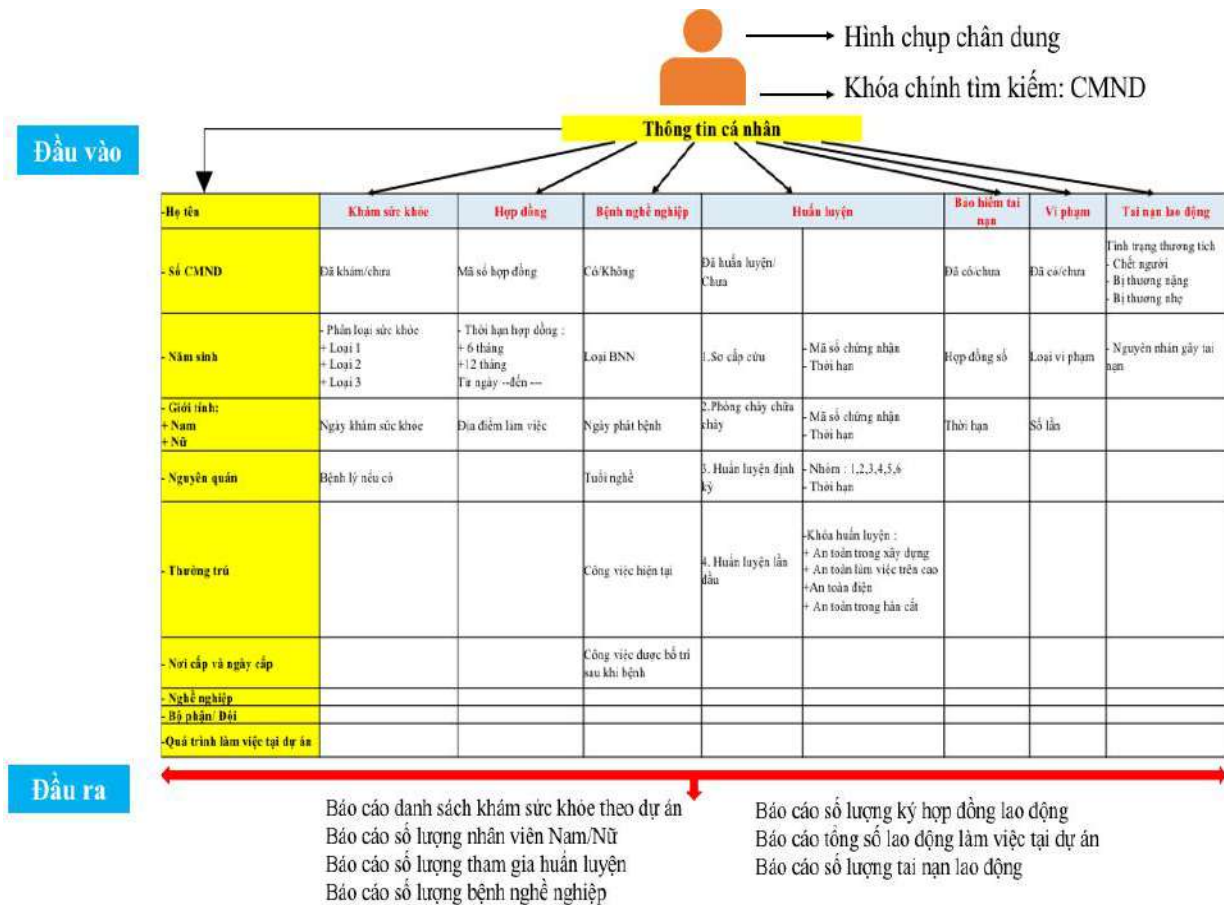 Hình chụp chân dung
Khóa chính tìm kiếm: CMND
Thông tin cá nhân
Đầu vào
-Họ tên
Khám sức khỏe
Hợp đồng
Bệnh nghề nghiệp
Huấn luyện
Bảo hiểm tai
nạn
Vi phạm
Tai nạn lao động
- Số CMND
Đã khám/chưa
Mã số hợp đồng
Có/Không
Đã huấn luyện/
Chưa
Đã có/chưa
Đã có/chưa
Tình trạng thương tích
- Chết người
- Bị thương nặng
- Bị thương nhẹ
- Năm sinh
- Phân loại sức khỏe
+ Loại 1
+ Loại 2
+ Loại 3
- Thời hạn hợp đồng :
+ 6 tháng
+12 tháng
Từ ngày --đến ---
Loại BNN
1.Sơ cấp cứu
- Mã số chứng nhận
- Thời hạn
Hợp đồng số
Loại vi phạm
- Nguyên nhân gây tai
nạn
- Giới tính:
+ Nam
+ Nữ
Ngày khám sức khỏe
Địa điểm làm việc
Ngày phát bệnh
2.Phòng cháy chữa
cháy
- Mã số chứng nhận
- Thời hạn
Thời hạn
Số lần
- Nguyên quán
Bệnh lý nếu có
Tuổi nghề
3. Huấn luyện định
kỳ
- Nhóm : 1,2,3,4,5,6
- Thời hạn
- Thường trú
Công việc hiện tại
4. Huấn luyện lần
đầu
-Khóa huấn luyện :
+ An toàn trong xây dựng
+ An toàn làm việc trên cao
+An toàn điện
+ An toàn trong hàn cắt
- Nơi cấp và ngày cấp
Công việc được bố trí
sau khi bệnh
- Nghề nghiệp
- Bộ phận/ Đội
-Quá trình làm việc tại dự án
Đầu ra
Báo cáo danh sách khám sức khỏe theo dự án
Báo cáo số lượng nhân viên Nam/Nữ
Báo cáo số lượng tham gia huấn luyện
Báo cáo số lượng bệnh nghề nghiệp
Báo cáo số lượng ký hợp đồng lao động
Báo cáo tổng số lao động làm việc tại dự án
Báo cáo số lượng tai nạn lao động